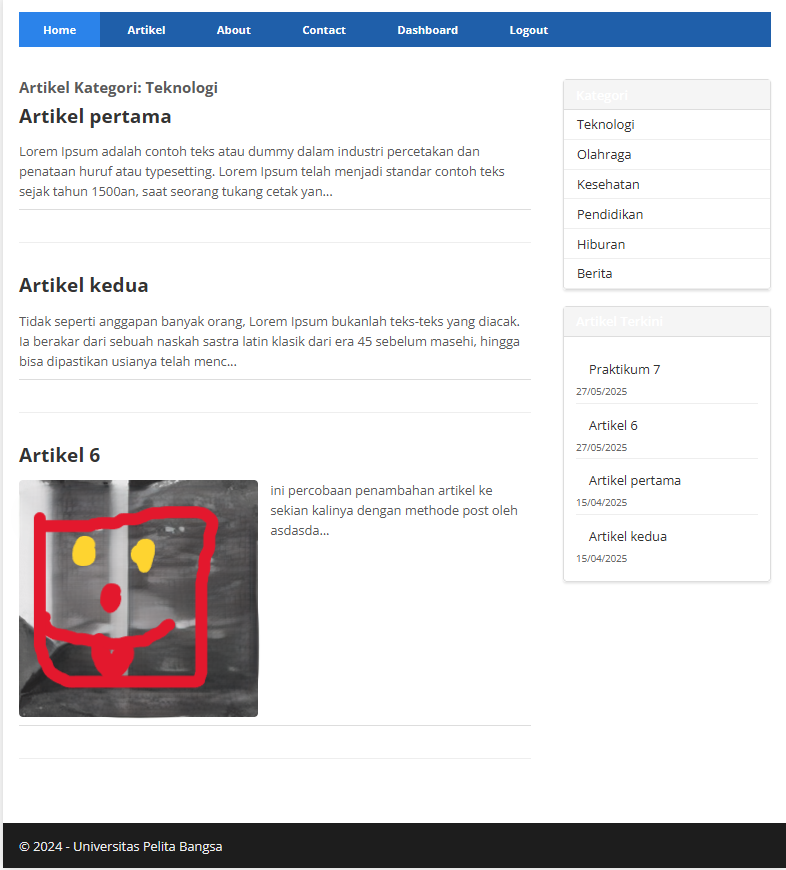 Home Artikel About Contact Dashboard Logout
Artikel Kategori: Teknologi
Artikel pertama
Lorem Ipsum adalah contoh teks atau dummy dalam industri percetakan dan
penataan huruf atau typesetting. Lorem Ipsum telah menjadi standar contoh teks
sejak tahun 1500an, saat seorang tukang cetak yan...
Artikel kedua
Tidak seperti anggapan banyak orang, Lorem Ipsum bukanlah teks-teks yang diacak.
Ia berakar dari sebuah naskah sastra latin klasik dari era 45 sebelum masehi, hingga
bisa dipastikan usianya telah menc...
Artikel 6
ini percobaan penambahan artikel ke
sekian kalinya dengan methode post oleh
asdasda...
Kategori
Teknologi
Olahraga
Kesehatan
Pendidikan
Hiburan
Berita
Artikel Terkini
Praktikum 7
27/05/2025
Artikel 6
27/05/2025
Artikel pertama
15/04/2025
Artikel kedua
15/04/2025
© 2024 - Universitas Pelita Bangsa